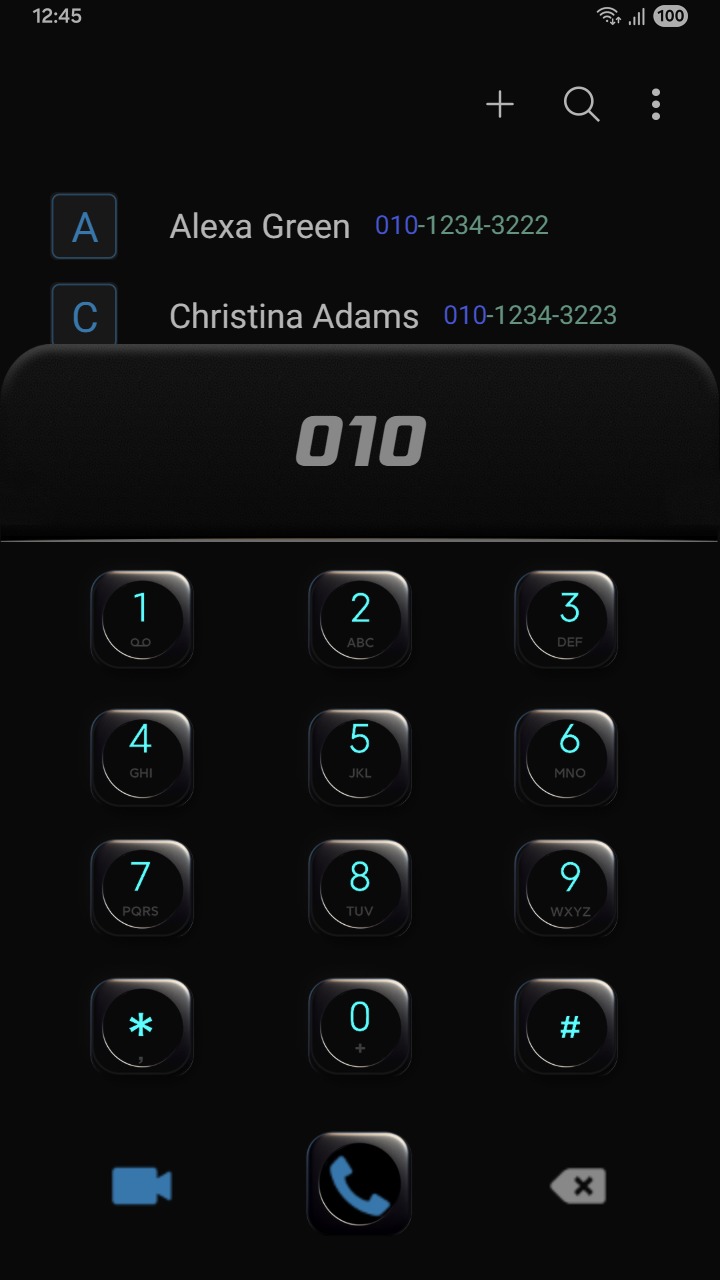 12:45 100
A Alexa Green 010-1234-3222
C Christina Adams 010-1234-3223
010
1 2 3
ABC DEF
4 5 6
GHI JKL MNO
7 8 9
PQRS TUV WXYZ
* 0 #
, +